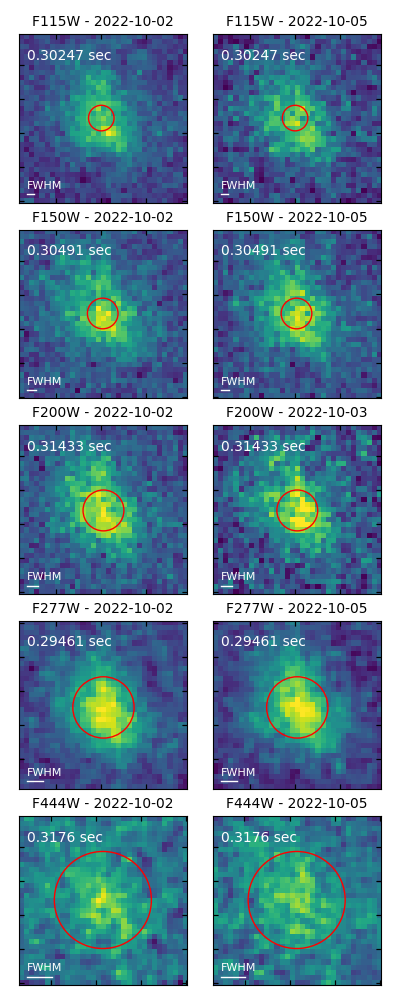 F115W - 2022-10-02
F115W - 2022-10-05
0.30247 sec
0.30247 sec
FWHM
FWHM
F150W - 2022-10-02
F150W - 2022-10-05
0.30491 sec
0.30491 sec
FWHM
FWHM
F200W - 2022-10-02
F200W - 2022-10-03
0.31433 sec
0.31433 sec
FWHM
FWHM
F277W - 2022-10-02
F277W - 2022-10-05
0.29461 sec
0.29461 sec
FWHM
FWHM
F444W - 2022-10-02
F444W - 2022-10-05
0.3176 sec
0.3176 sec
FWHM
FWHM